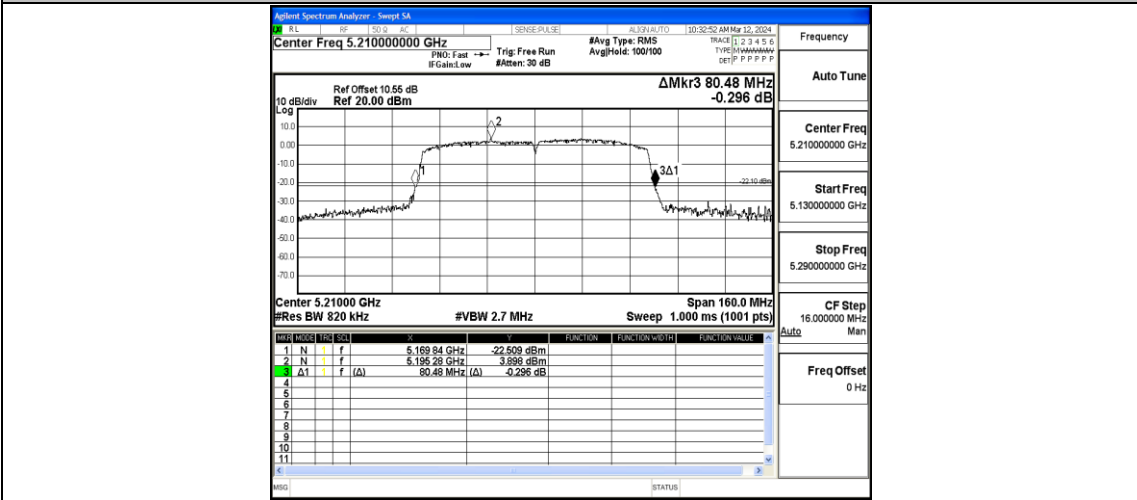 Agilent Spectrum Analyzer - Swept SA
RL RF 50 Ω AC SENSE:PULSE ALIGN AUTO 10:32:52 AM Mar 12, 2024
Center Freq 5.210000000 GHz
#Avg Type: RMS
TRACE 1 2 3 4 5 6
PNO: Fast
Trig: Free Run
Avg|Hold: 100/100
TYPE M
IFGain:Low
#Atten: 30 dB
DET P P P P P P
ΔMkr3 80.48 MHz
-0.296 dB
Ref Offset 10.55 dB
10 dB/div Ref 20.00 dBm
Log
10.0
0.00
-10.0
-20.0
-30.0
-40.0
-50.0
-60.0
-70.0
2
1
3Δ1
-22.10 dBm
Center 5.21000 GHz Span 160.0 MHz
#Res BW 820 kHz #VBW 2.7 MHz Sweep 1.000 ms (1001 pts)
MKR MODE TRC SCL X Y FUNCTION FUNCTION WIDTH FUNCTION VALUE
1 N 1 f 5.169 84 GHz -22.509 dBm
2 N 1 f 5.195 28 GHz 3.898 dBm
3 Δ1 1 f (Δ) 80.48 MHz (Δ) -0.296 dB
4
5
6
7
8
9
10
11
MSG STATUS
Frequency
Auto Tune
Center Freq
5.210000000 GHz
Start Freq
5.130000000 GHz
Stop Freq
5.290000000 GHz
CF Step
16.000000 MHz
Auto Man
Freq Offset
0 Hz